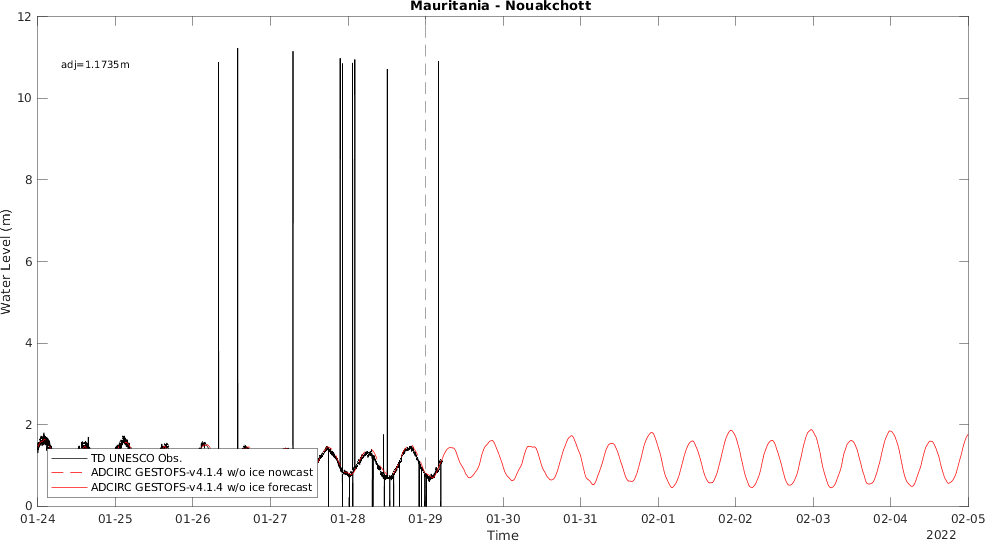 Mauritania - Nouakchott
12
adj=1.1735m
10
8
6
4
2
0
Water Level (m)
TD UNESCO Obs.
ADCIRC GESTOFS-v4.1.4 w/o ice nowcast
ADCIRC GESTOFS-v4.1.4 w/o ice forecast
01-24 01-25 01-26 01-27 01-28 01-29 01-30 01-31 02-01 02-02 02-03 02-04 02-05
Time
2022